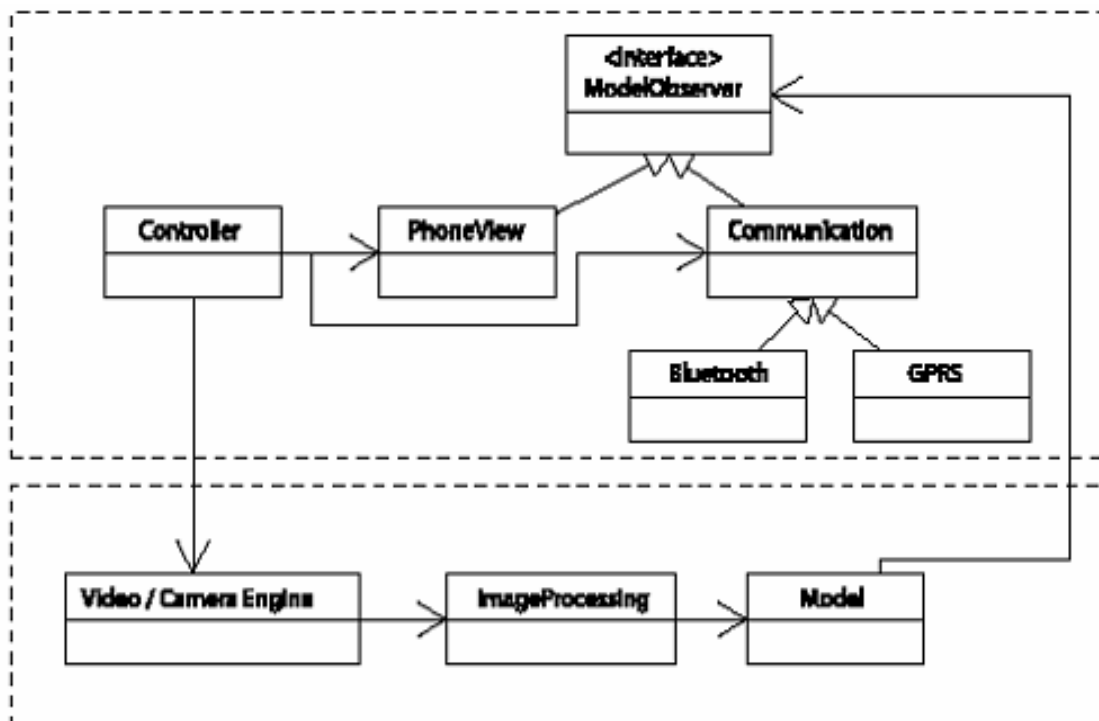 <Interface>
ModelObserver
Controller
PhoneView
Communication
Bluetooth
GPRS
Video / Camera Engine
ImageProcessing
Model